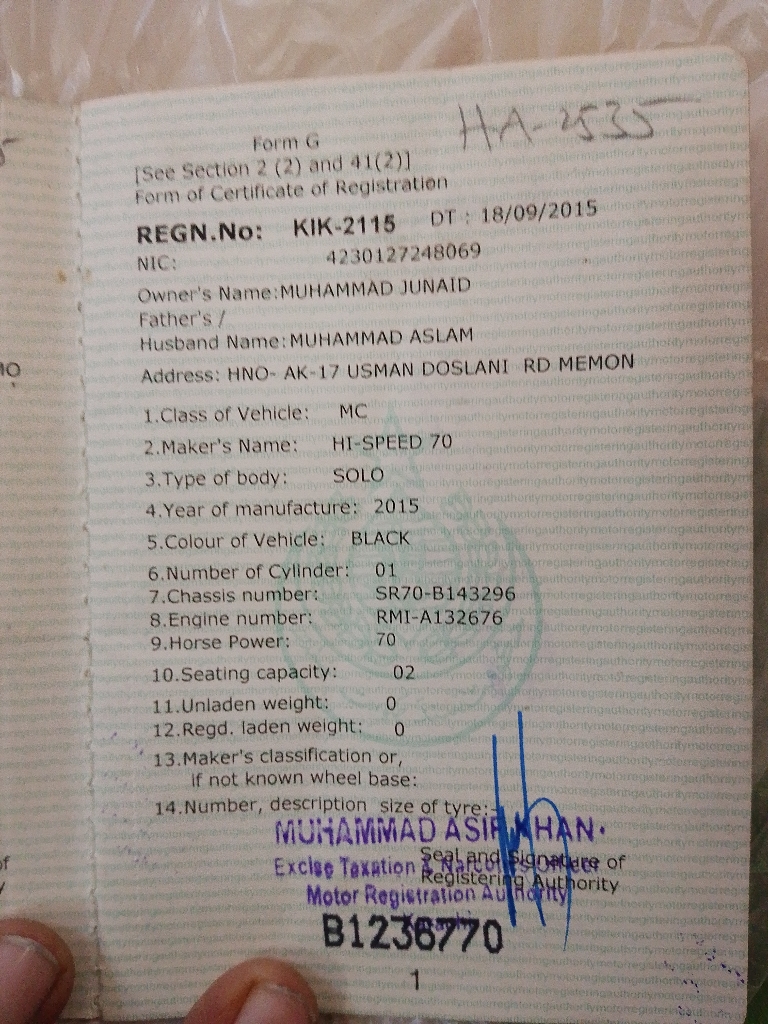 HA-2535
Form G
[See Section 2 (2) and 41(2)]
Form of Certificate of Registration
REGN.No: KIK-2115 DT : 18/09/2015
NIC: 4230127248069
Owner's Name:MUHAMMAD JUNAID
Father's /
Husband Name:MUHAMMAD ASLAM
Address: HNO- AK-17 USMAN DOSLANI RD MEMON
1.Class of Vehicle: MC
2.Maker's Name: HI-SPEED 70
3.Type of body: SOLO
4.Year of manufacture: 2015
5.Colour of Vehicle: BLACK
6.Number of Cylinder: 01
7.Chassis number: SR70-B143296
8.Engine number: RMI-A132676
9.Horse Power: 70
10.Seating capacity: 02
11.Unladen weight: 0
12.Regd. laden weight: 0
13.Maker's classification or,
if not known wheel base:
14.Number, description size of tyre:-
MUHAMMAD ASIF KHAN.
Excise Taxation & Narcotics Officer
Seal and Signature of
Registering Authority
Motor Registration Authority
Karachi
B1236770
1